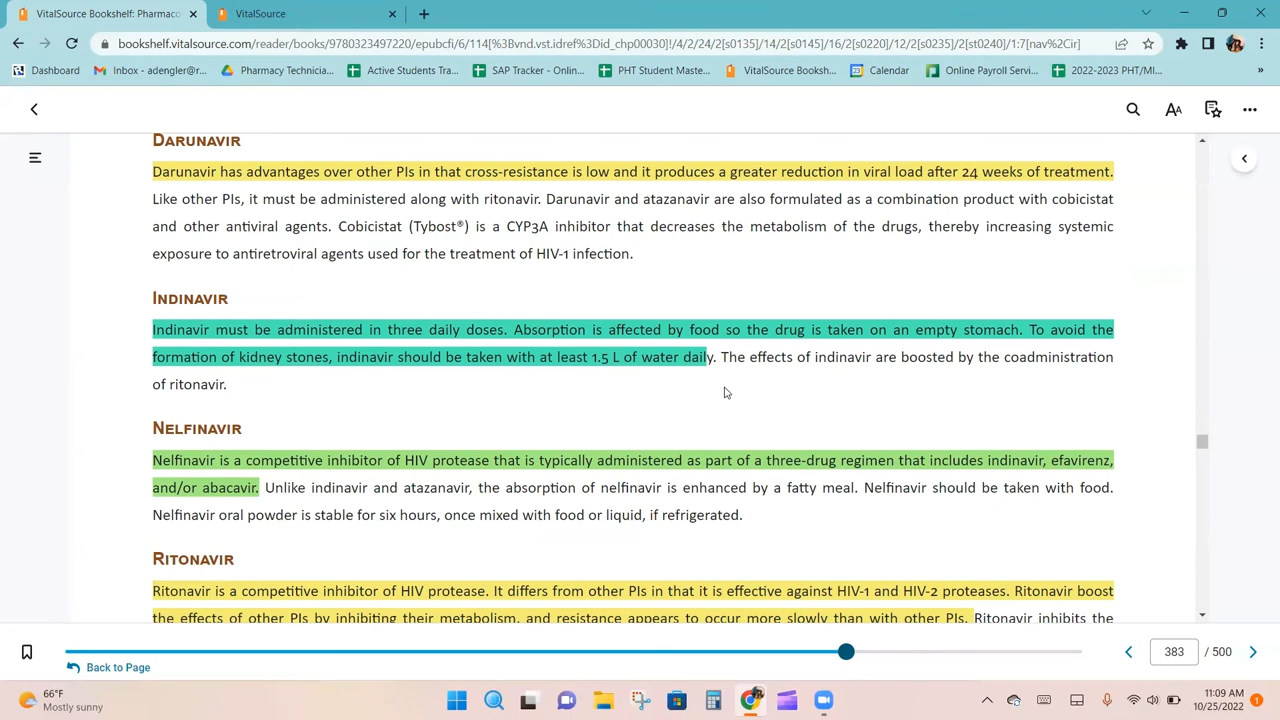 VitalSource Bookshelf: Pharmaco
VitalSource
bookshelf.vitalsource.com/reader/books/9780323497220/epubcfi/6/114[%3Bvnd.vst.idref%3Did_chp00030]!/4/2/24/2[s0135]/14/2[s0145]/16/2[s0220]/12/2[s0235]/2[st0240]/1:7[nav%2Cir]
Dashboard
Inbox - adengler@r...
Pharmacy Technicia...
Active Students Tra...
SAP Tracker - Onlin...
PHT Student Maste...
VitalSource Booksh...
Calendar
Online Payroll Servi...
2022-2023 PHT/MI...
»
AA
DARUNAVIR
Darunavir has advantages over other PIs in that cross-resistance is low and it produces a greater reduction in viral load after 24 weeks of treatment.
Like other PIs, it must be administered along with ritonavir. Darunavir and atazanavir are also formulated as a combination product with cobicistat
and other antiviral agents. Cobicistat (Tybost®) is a CYP3A inhibitor that decreases the metabolism of the drugs, thereby increasing systemic
exposure to antiretroviral agents used for the treatment of HIV-1 infection.
INDINAVIR
Indinavir must be administered in three daily doses. Absorption is affected by food so the drug is taken on an empty stomach. To avoid the
formation of kidney stones, indinavir should be taken with at least 1.5 L of water daily. The effects of indinavir are boosted by the coadministration
of ritonavir.
NELFINAVIR
Nelfinavir is a competitive inhibitor of HIV protease that is typically administered as part of a three-drug regimen that includes indinavir, efavirenz,
and/or abacavir. Unlike indinavir and atazanavir, the absorption of nelfinavir is enhanced by a fatty meal. Nelfinavir should be taken with food.
Nelfinavir oral powder is stable for six hours, once mixed with food or liquid, if refrigerated.
RITONAVIR
Ritonavir is a competitive inhibitor of HIV protease. It differs from other PIs in that it is effective against HIV-1 and HIV-2 proteases. Ritonavir boost
the effects of other PIs by inhibiting their metabolism, and resistance appears to occur more slowly than with other PIs. Ritonavir inhibits the
383 / 500
Back to Page
66°F
Mostly sunny
11:09 AM
10/25/2022
1